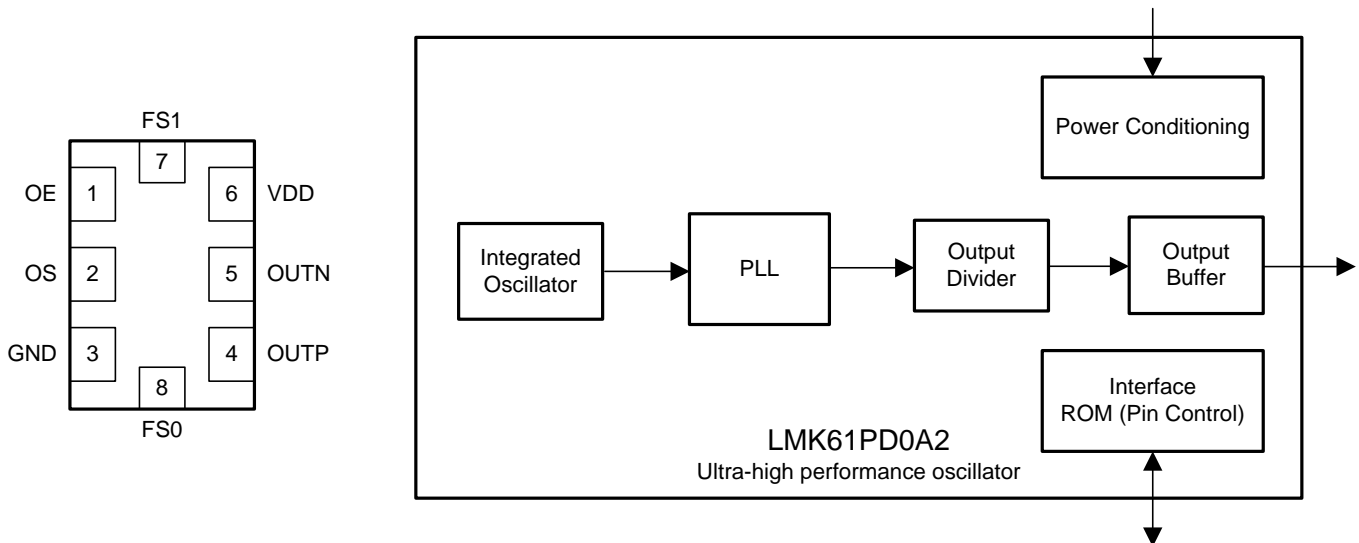 FS1
7
OE 1 6 VDD
OS 2 5 OUTN
GND 3 4 OUTP
8
FS0
Power Conditioning
Integrated
Oscillator
PLL
Output
Divider
Output
Buffer
Interface
ROM (Pin Control)
LMK61PD0A2
Ultra-high performance oscillator